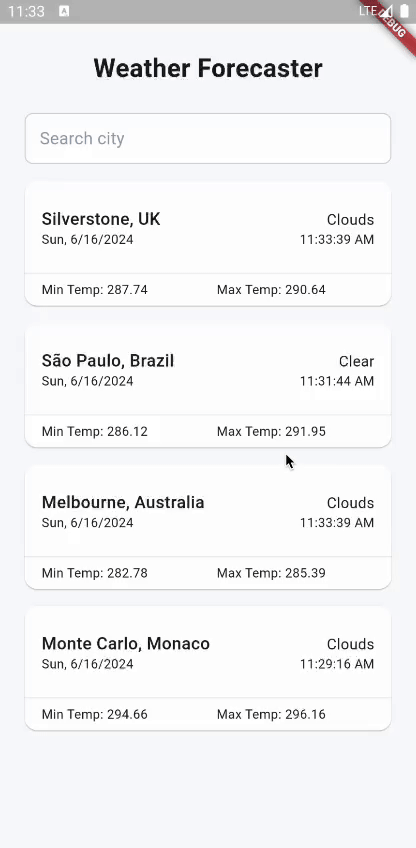 11:33 A LTE
DEBUG
Weather Forecaster
Search city
Silverstone, UK Clouds
Sun, 6/16/2024 11:33:39 AM
Min Temp: 287.74 Max Temp: 290.64
São Paulo, Brazil Clear
Sun, 6/16/2024 11:31:44 AM
Min Temp: 286.12 Max Temp: 291.95
Melbourne, Australia Clouds
Sun, 6/16/2024 11:33:39 AM
Min Temp: 282.78 Max Temp: 285.39
Monte Carlo, Monaco Clouds
Sun, 6/16/2024 11:29:16 AM
Min Temp: 294.66 Max Temp: 296.16